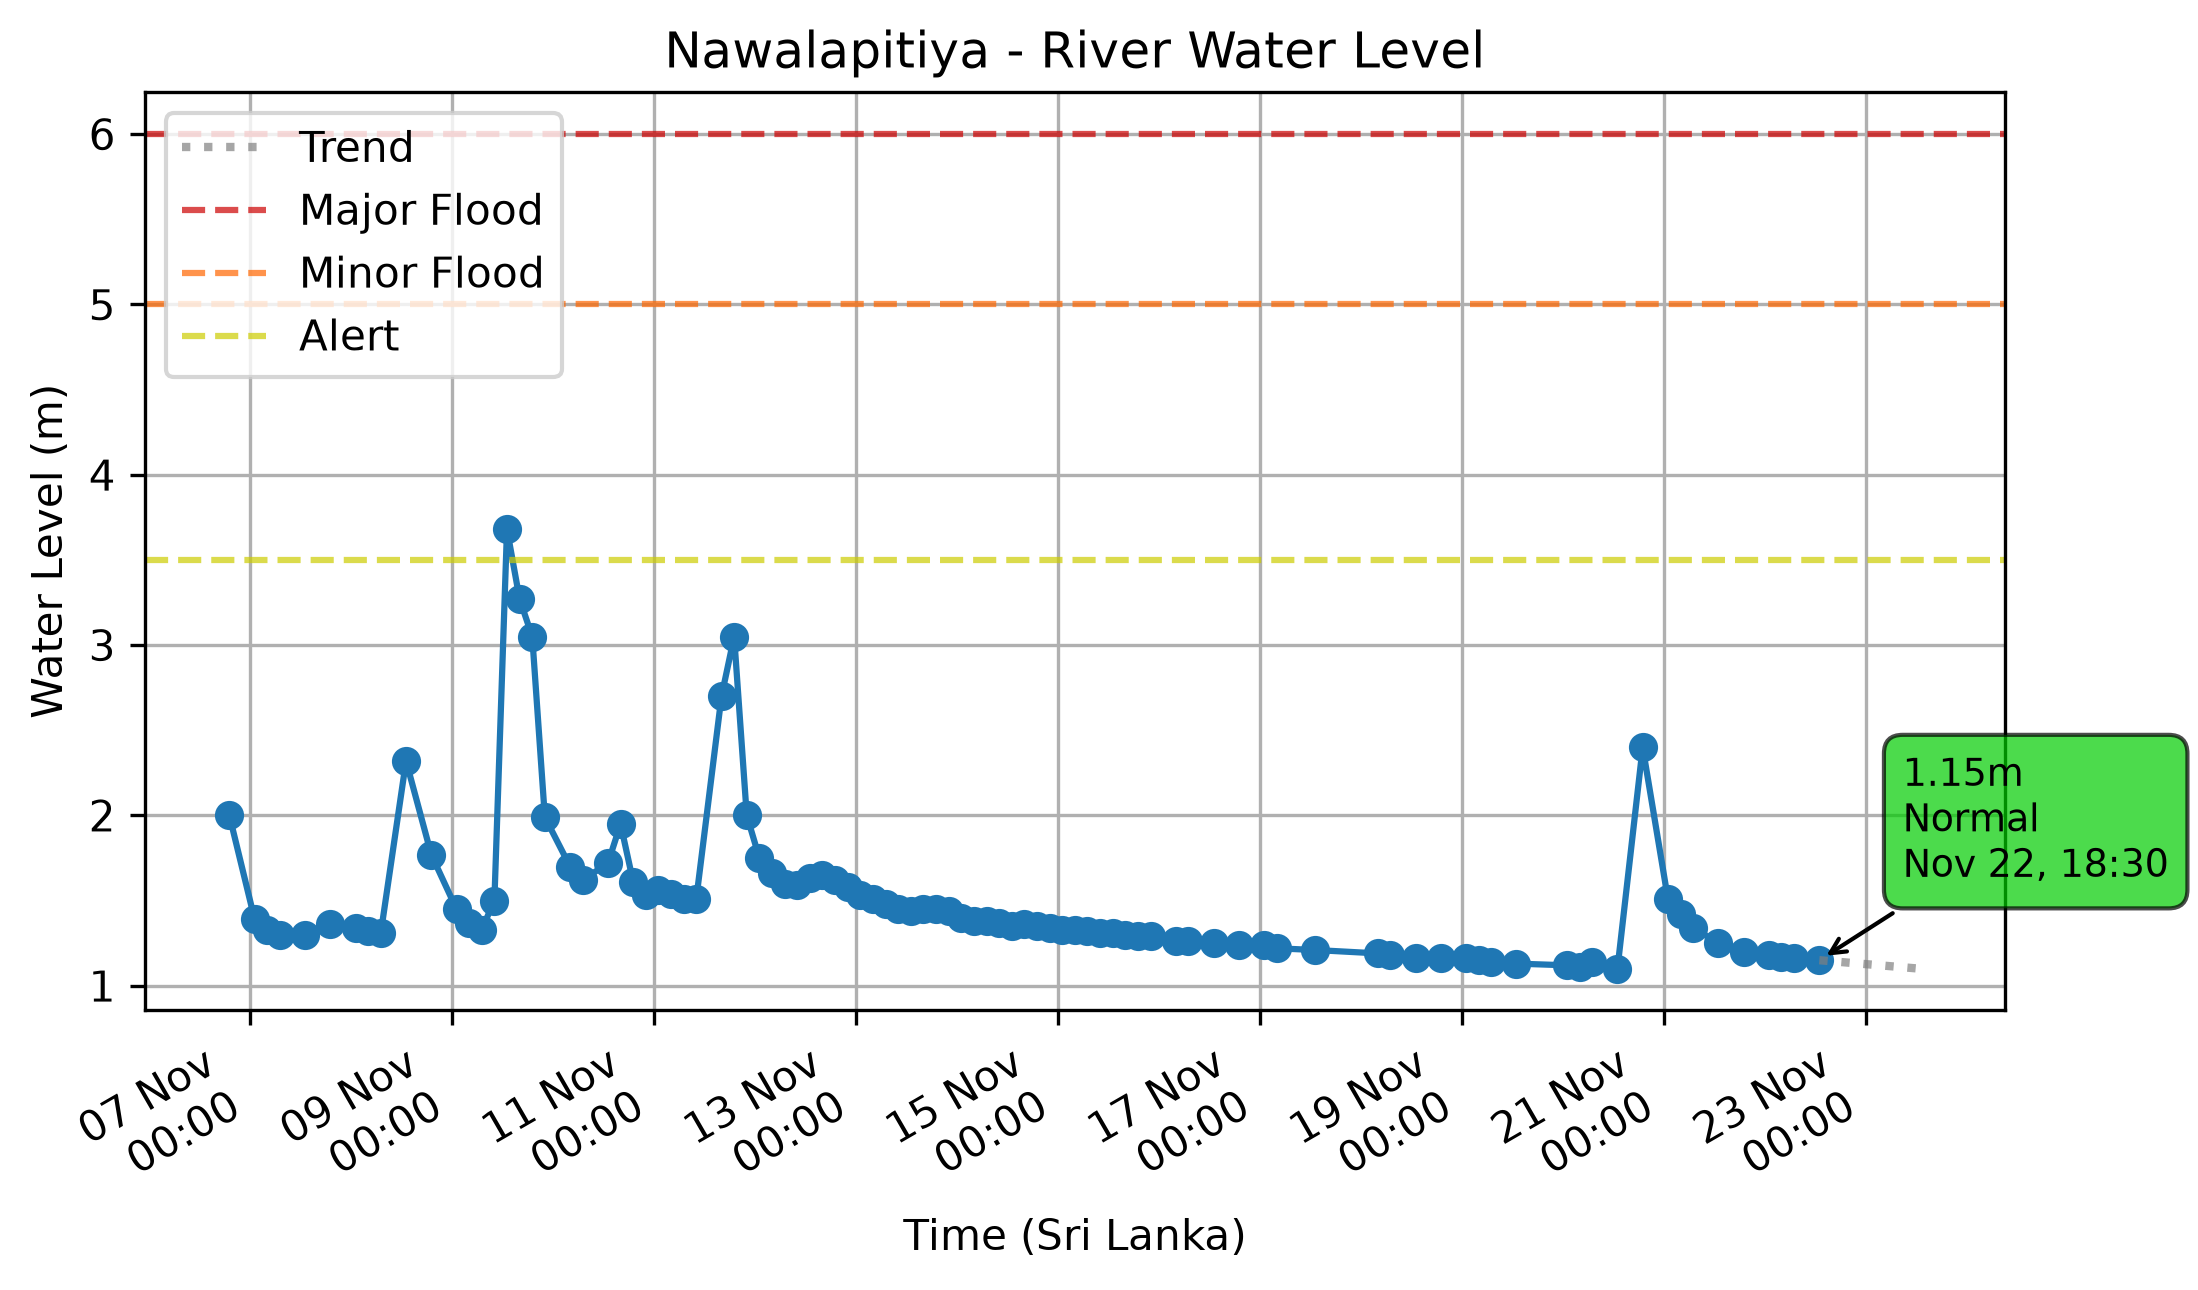 Nawalapitiya - River Water Level
Trend
Major Flood
Minor Flood
Alert
Water Level (m)
6
5
4
3
2
1
1.15m
Normal
Nov 22, 18:30
07 Nov
00:00
09 Nov
00:00
11 Nov
00:00
13 Nov
00:00
15 Nov
00:00
17 Nov
00:00
19 Nov
00:00
21 Nov
00:00
23 Nov
00:00
Time (Sri Lanka)